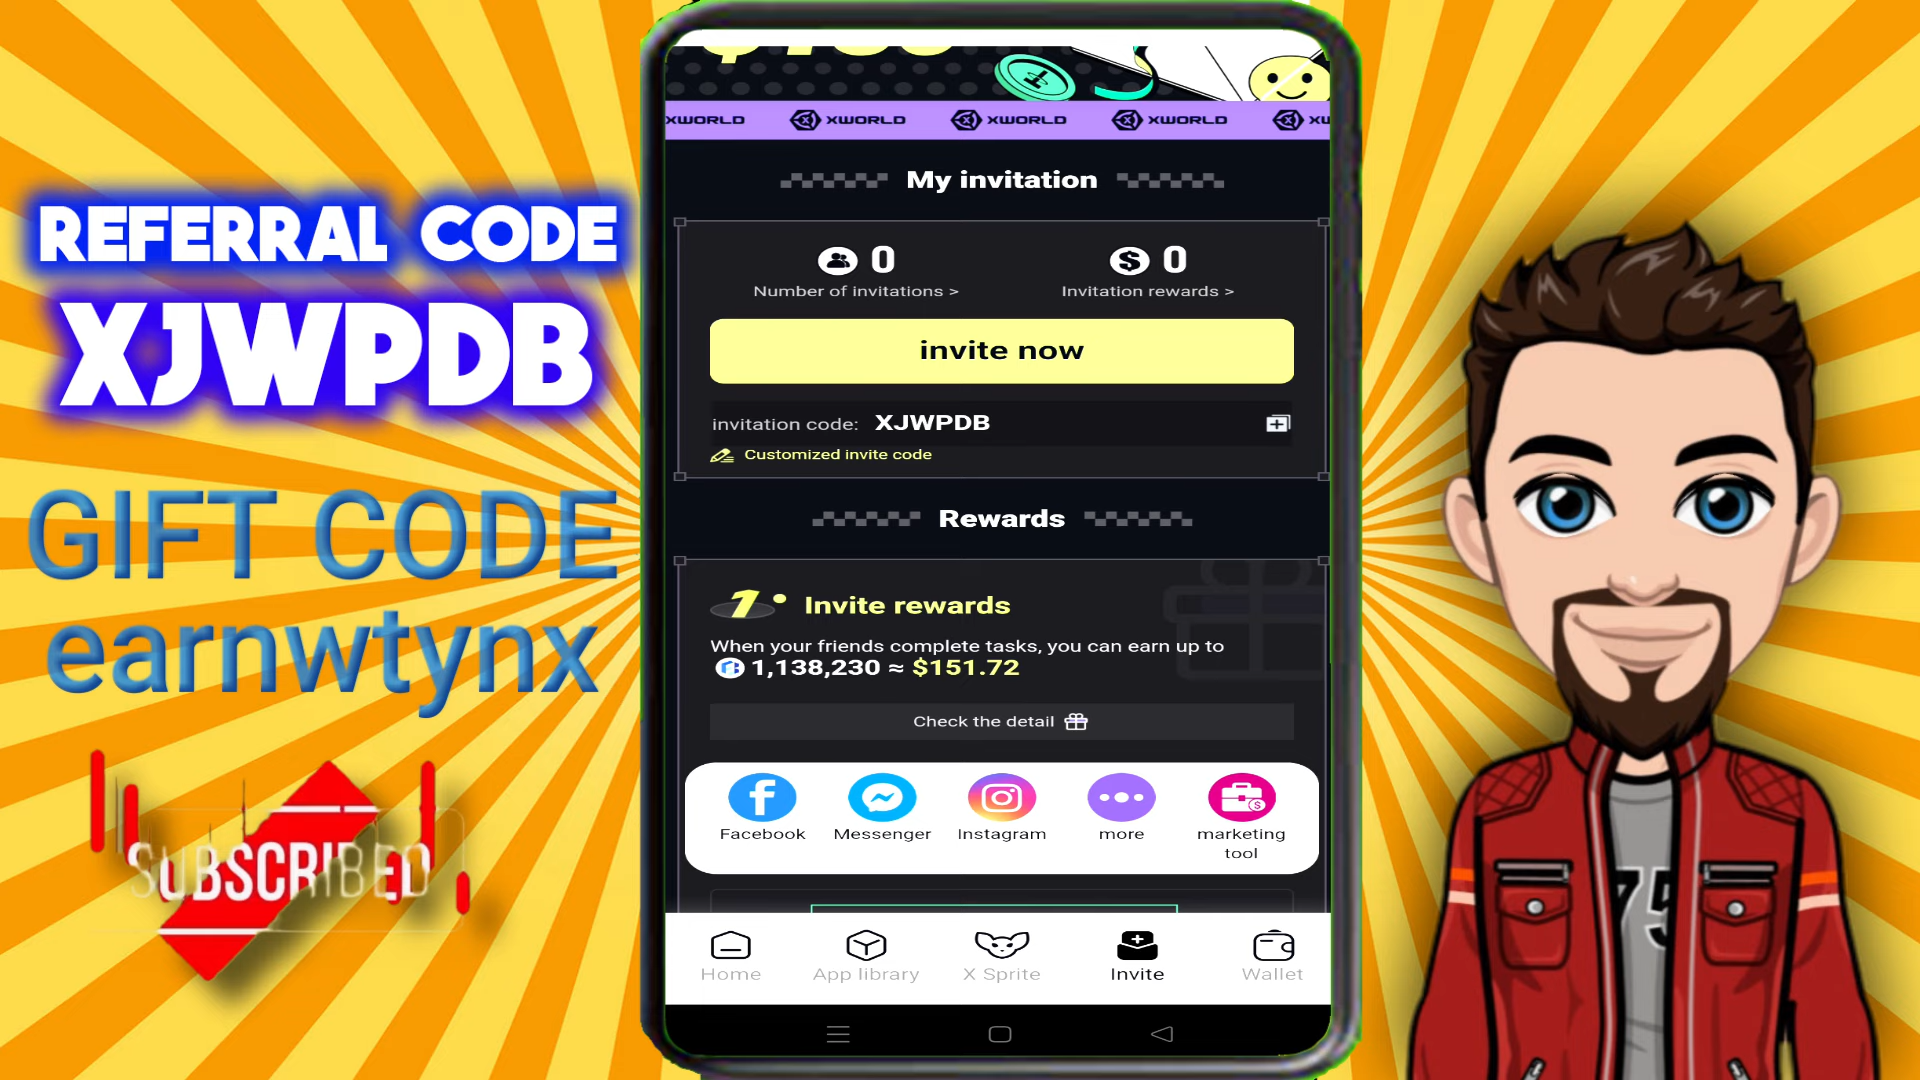 REFERRAL CODE
XJWPDB
GIFT CODE
earnwtynx
SUBSCRIBED
XWORLD XWORLD XWORLD XWORLD
My invitation
0 0
Number of invitations > Invitation rewards >
invite now
invitation code: XJWPDB
Customized invite code
Rewards
1 Invite rewards
When your friends complete tasks, you can earn up to
1,138,230 ≈ $151.72
Check the detail
Facebook Messenger Instagram more marketing
tool
Home App library X Sprite Invite Wallet
75